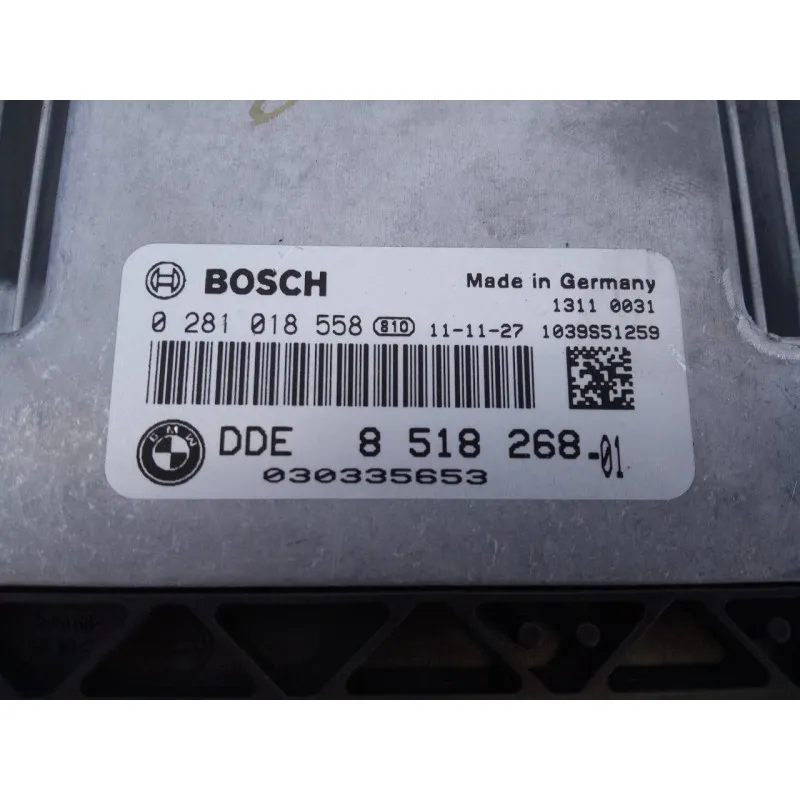 BOSCH Made in Germany
1311 0031
0 281 018 558 810 11-11-27 1039S51259
BMW DDE 8 518 268-01
030335653